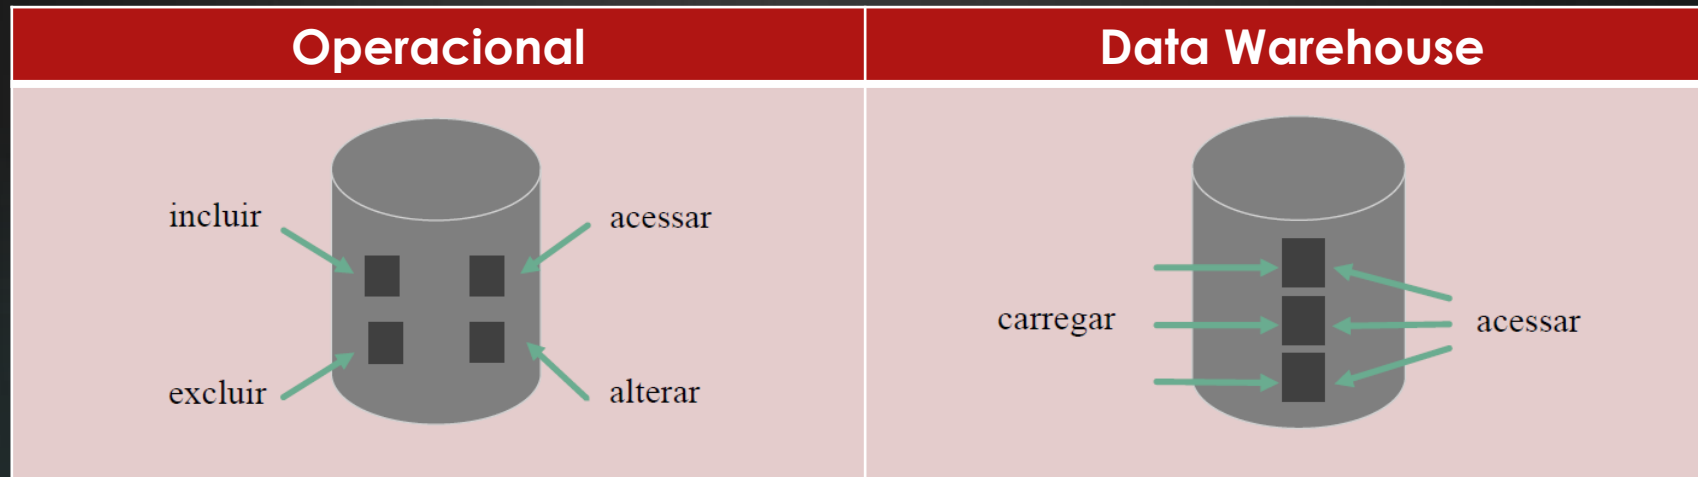 Operacional
Data Warehouse
incluir
acessar
excluir
alterar
carregar
acessar